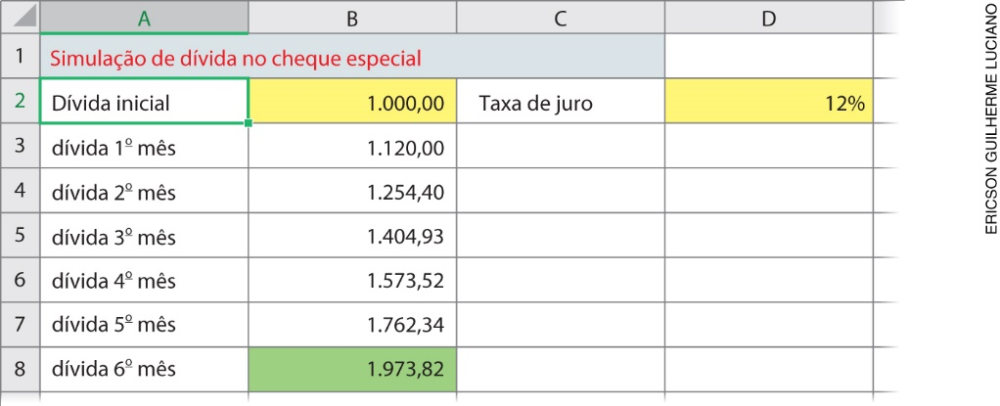 A B C D
1 Simulação de dívida no cheque especial
2 Dívida inicial 1.000,00 Taxa de juro 12%
3 dívida 1º mês 1.120,00
4 dívida 2º mês 1.254,40
5 dívida 3º mês 1.404,93
6 dívida 4º mês 1.573,52
7 dívida 5º mês 1.762,34
8 dívida 6º mês 1.973,82
ERICSON GUILHERME LUCIANO